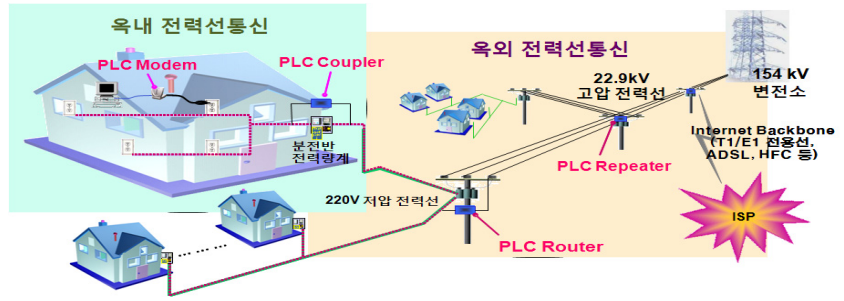 옥내 전력선통신
PLC Modem
PLC Coupler
분전반
전력량계
옥외 전력선통신
22.9kV
고압 전력선
154 kV
변전소
Internet Backbone
(T1/E1 전용선,
ADSL, HFC 등)
PLC Repeater
220V 저압 전력선
ISP
PLC Router